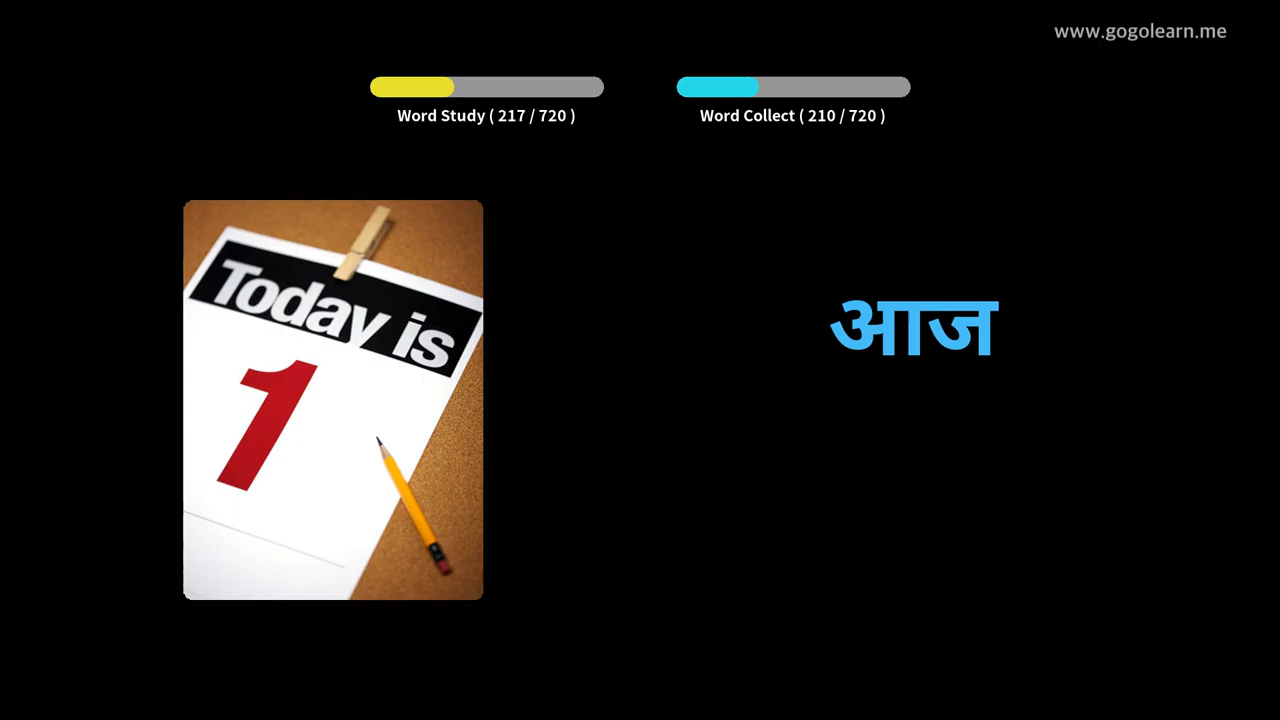 www.gogolearn.me
Word Study ( 217 / 720 )
Word Collect ( 210 / 720 )
Today is
1
आज